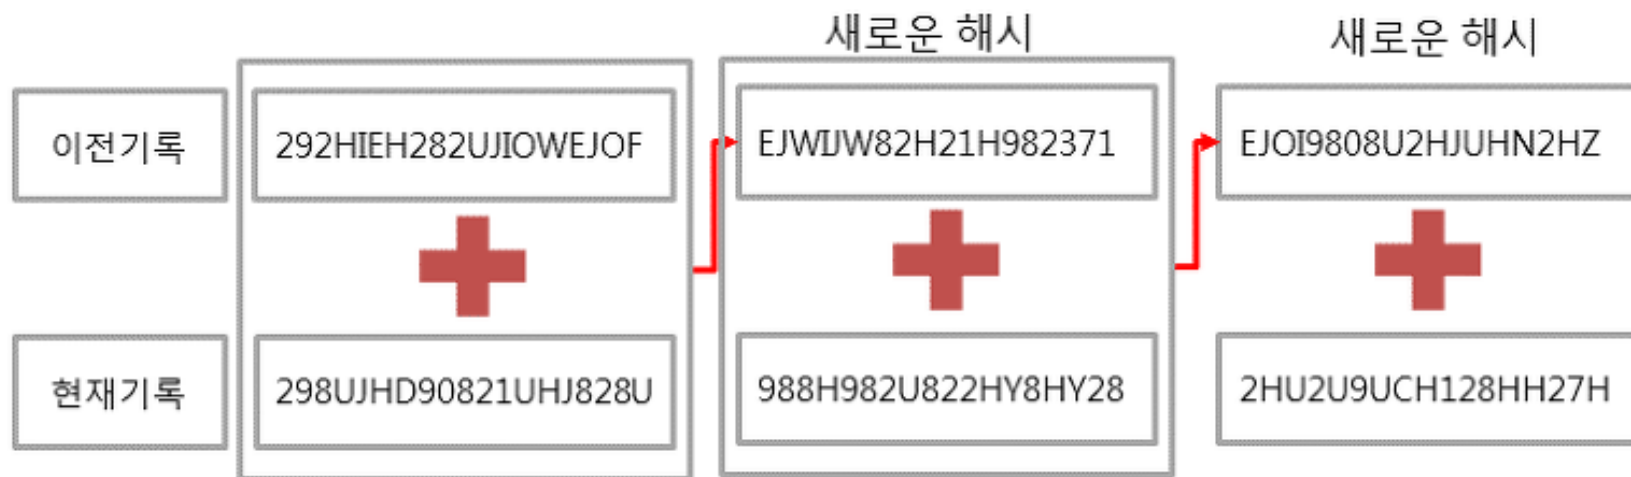 새로운 해시
새로운 해시
이전기록
292HIEH282UJIOWEJOF
EJWIJW82H21H982371
EJOI9808U2HJUHN2HZ
현재기록
298UJHD90821UHJ828U
988H982U822HY8HY28
2HU2U9UCH128HH27H